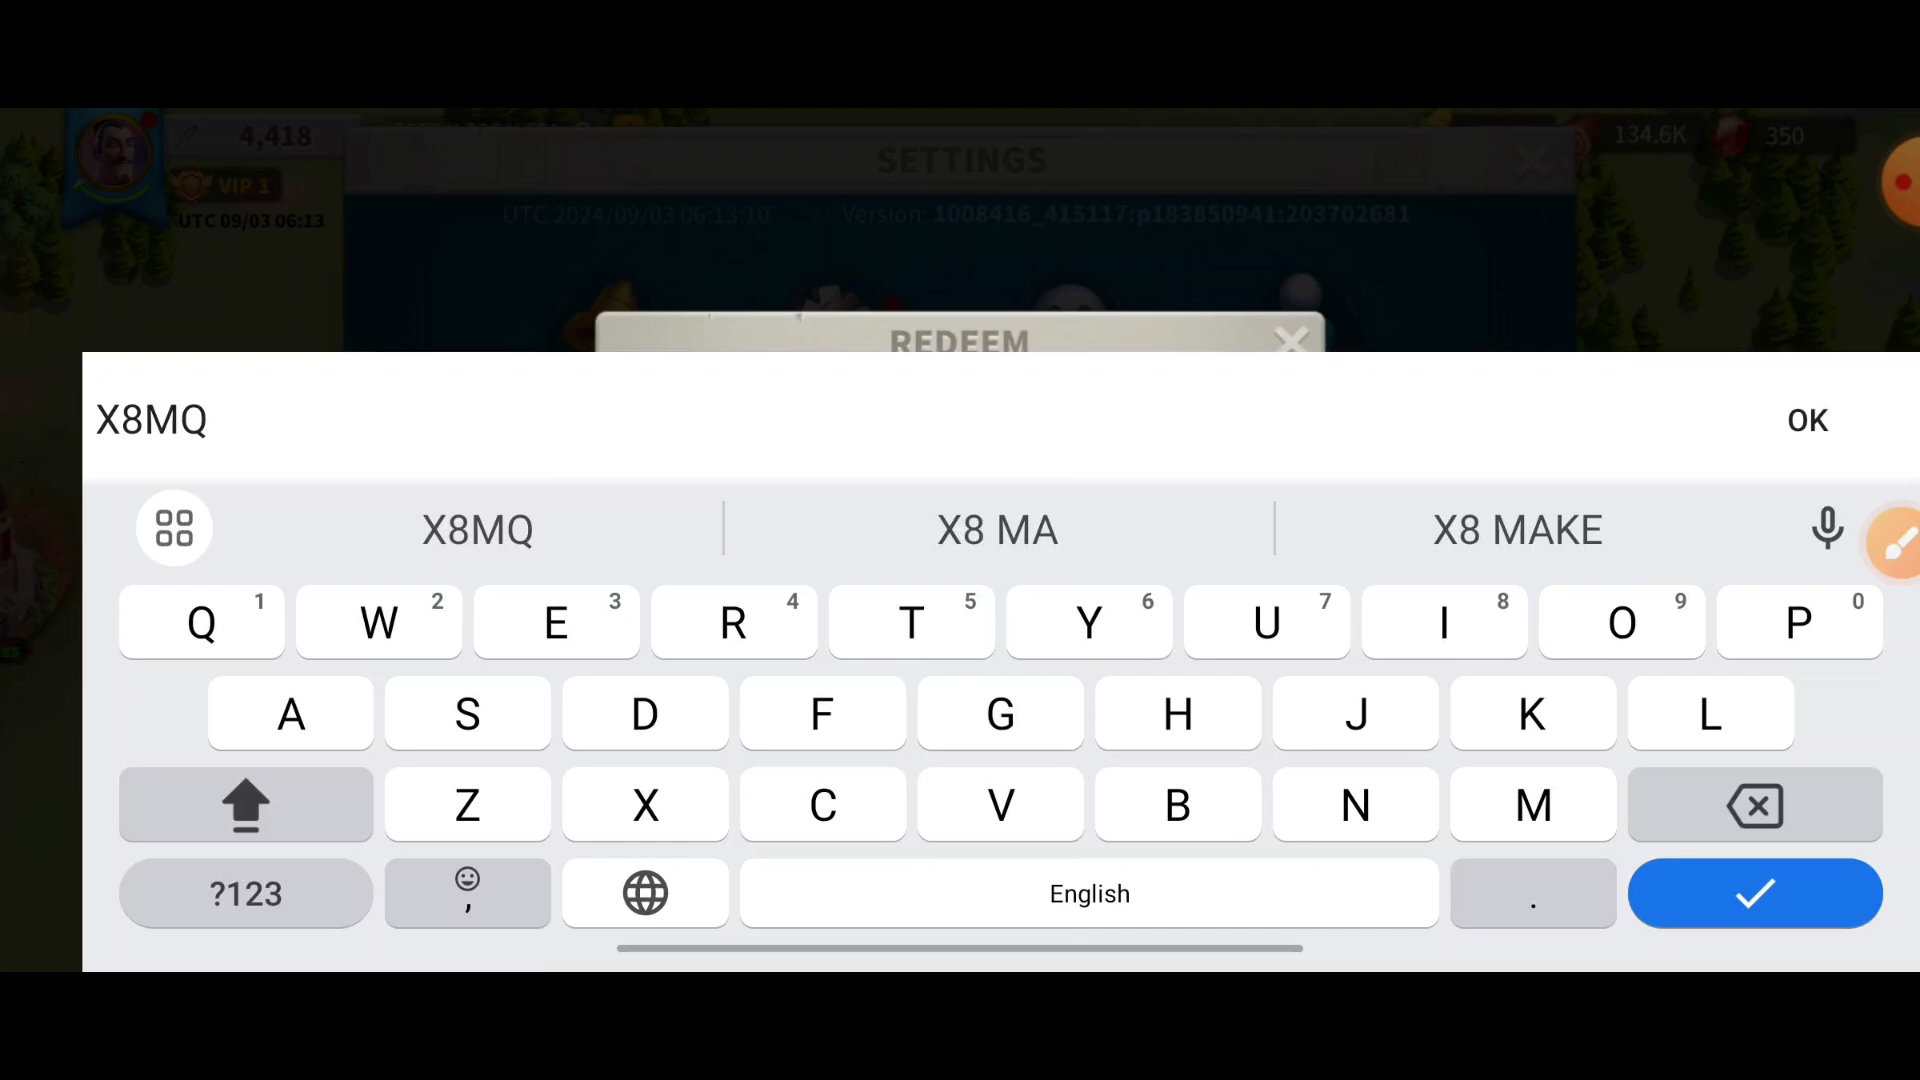 4,418
SETTINGS
134.6K
350
VIP 1
UTC 09/03 06:13
UTC 2024/09/03 06:13:10
Version: 1008416_415117:p183850941:203702681
REDEEM
X8MQ
OK
X8MQ
X8 MA
X8 MAKE
Q 1 W 2 E 3 R 4 T 5 Y 6 U 7 I 8 O 9 P 0
A S D F G H J K L
Z X C V B N M
?123 , English .